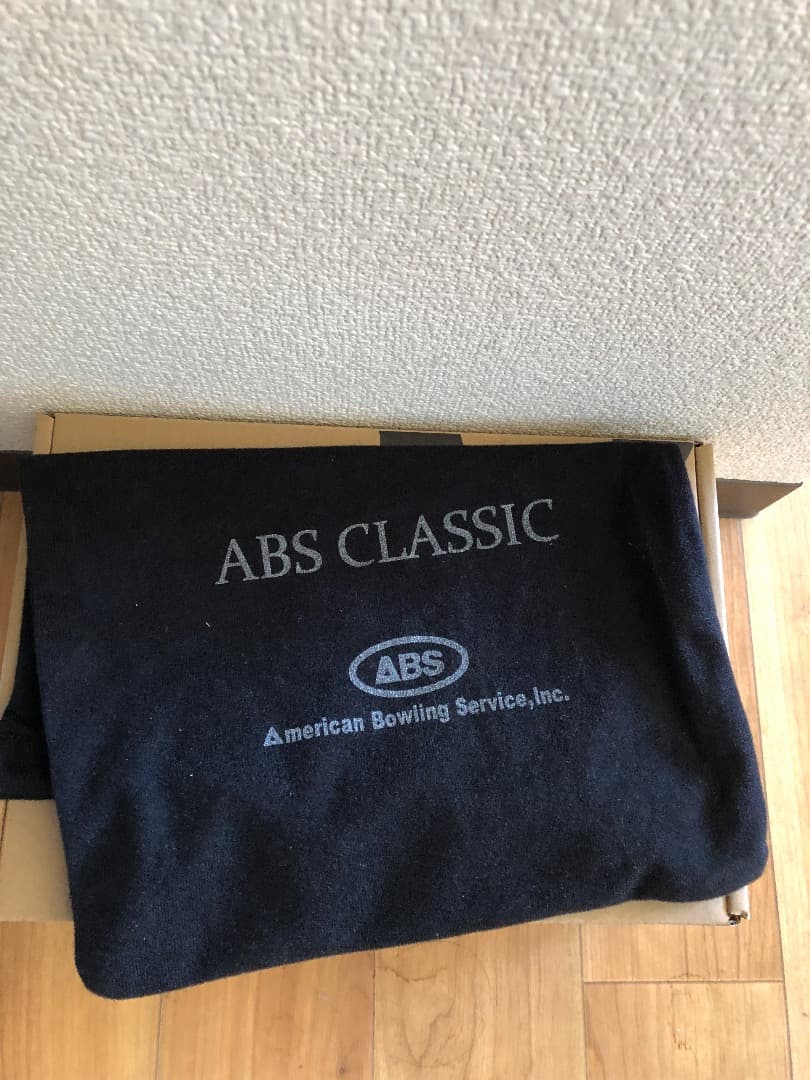 ABS CLASSIC
ABS
American Bowling Service,Inc.